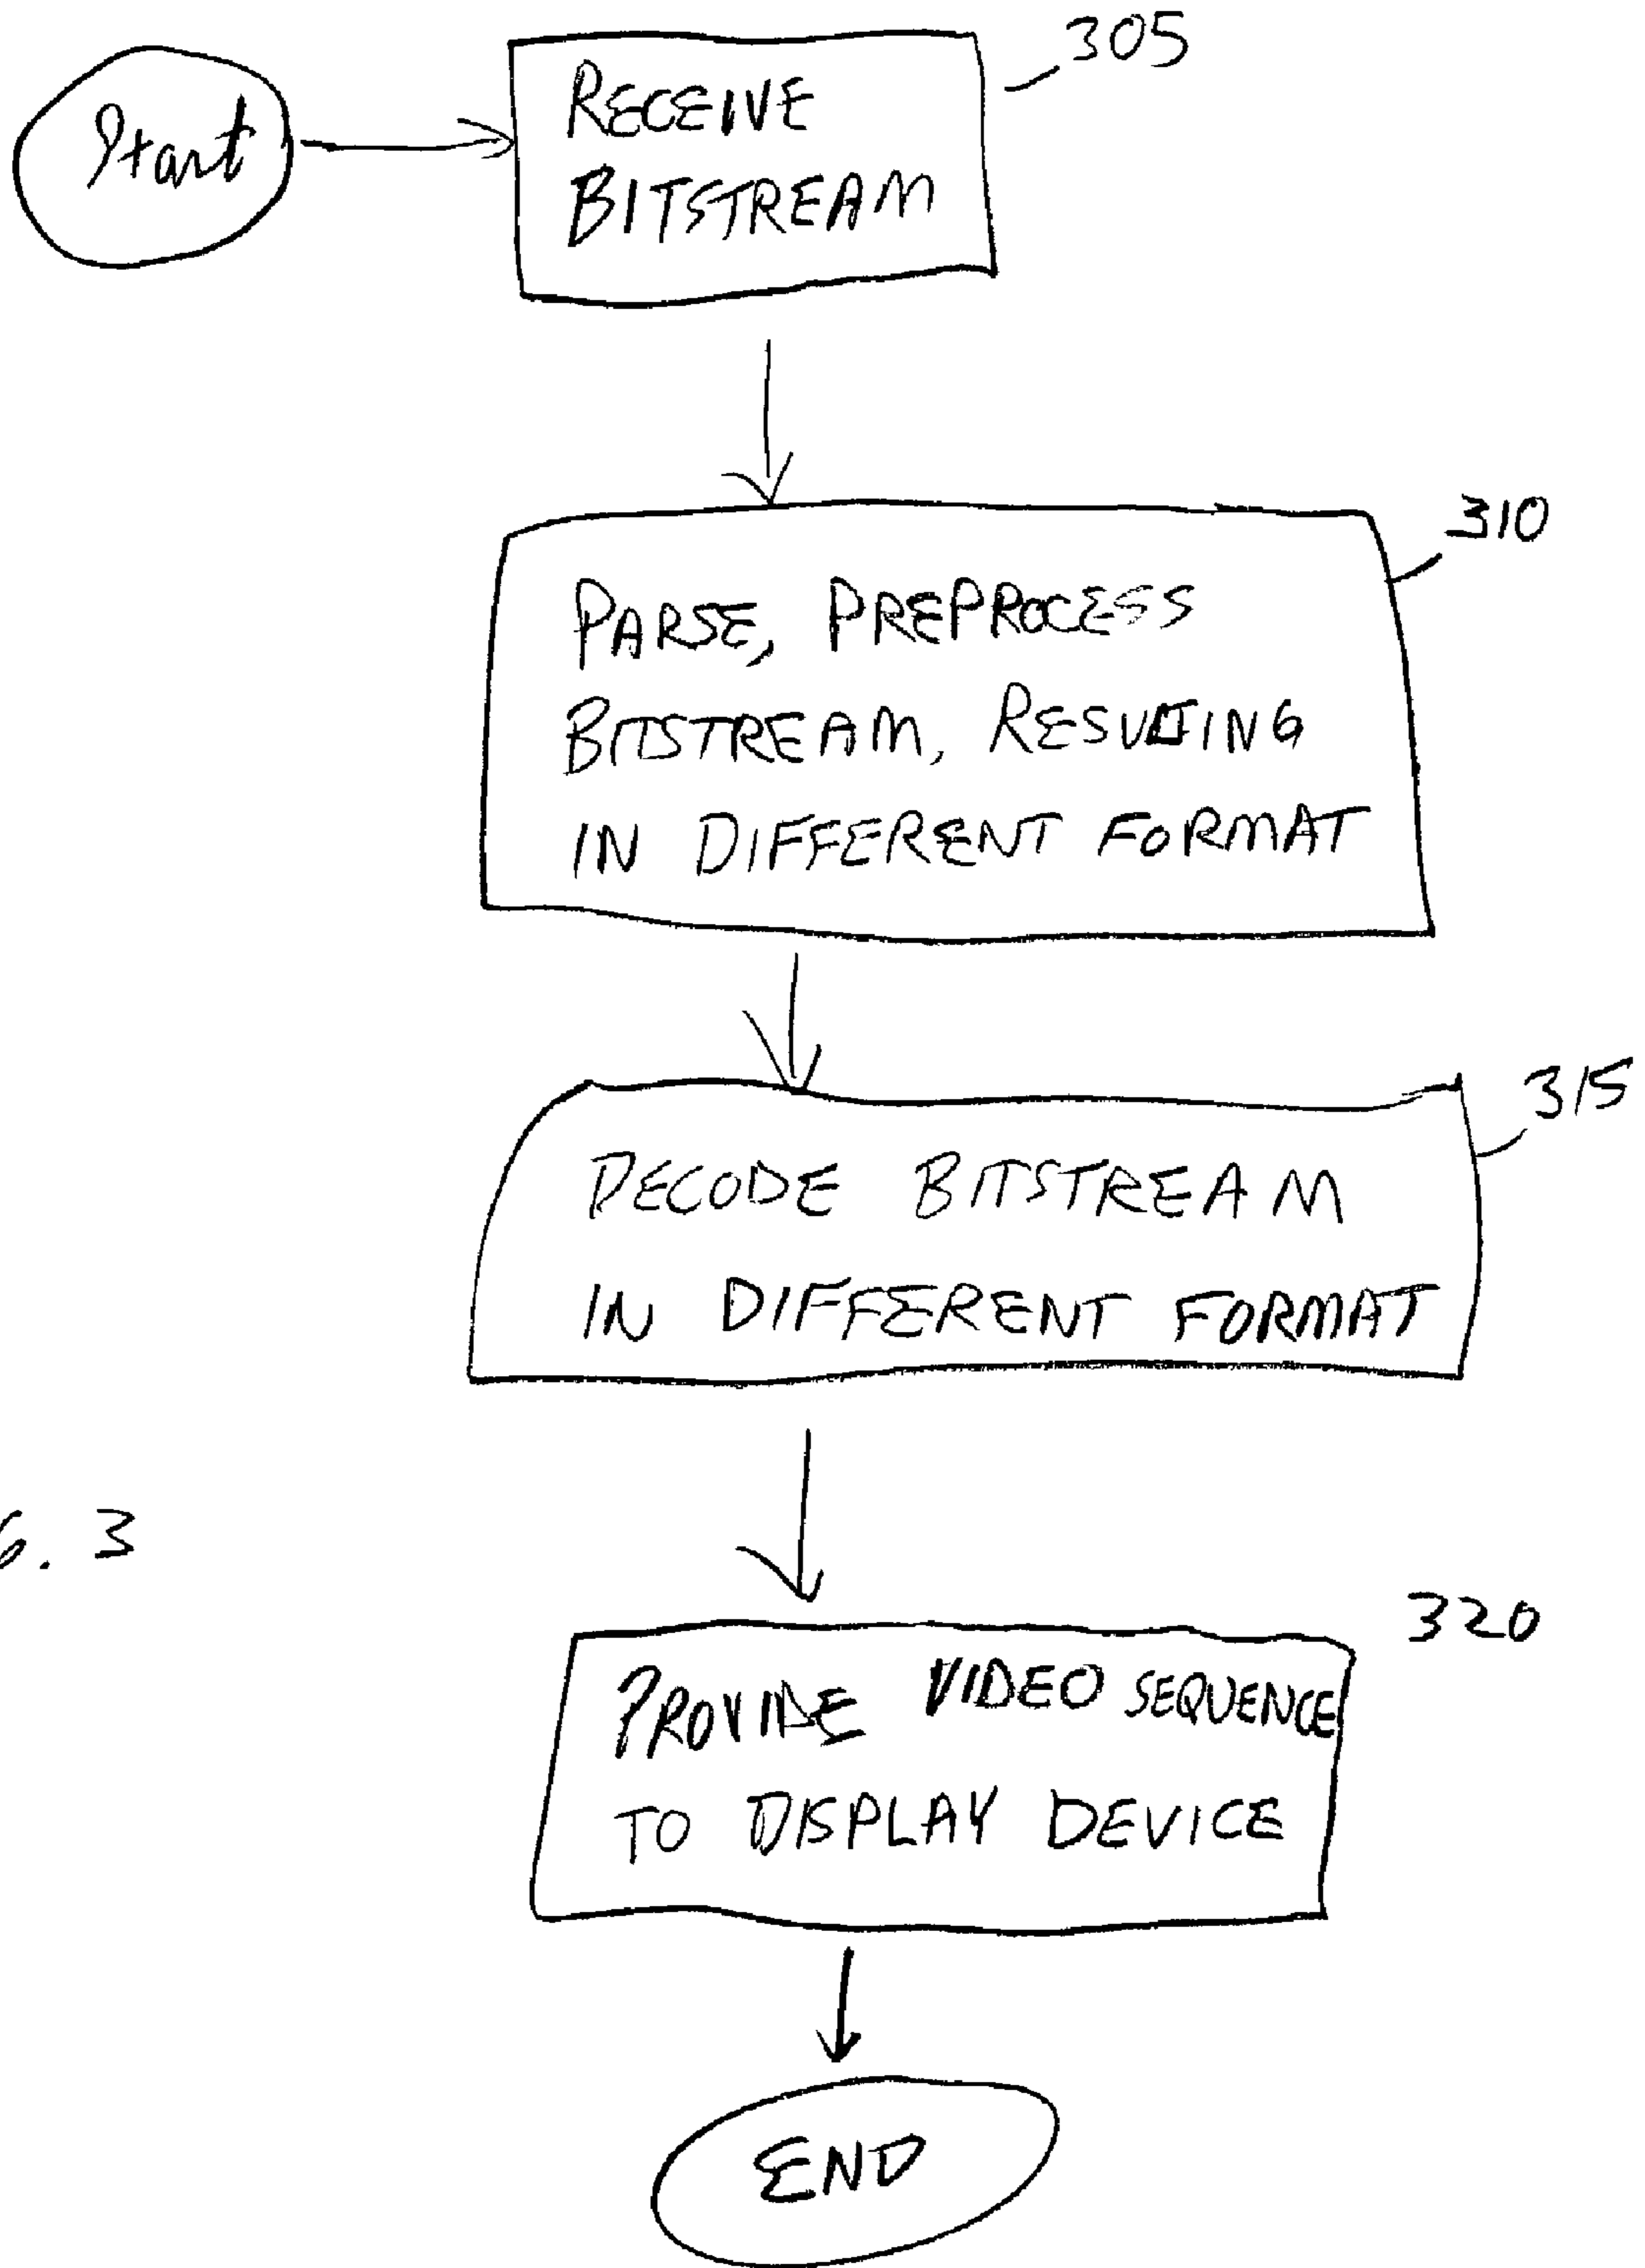 Start
RECEIVE
BITSTREAM
305
PARSE, PREPROCESS
BITSTREAM, RESULTING
IN DIFFERENT FORMAT
310
DECODE BITSTREAM
IN DIFFERENT FORMAT
315
G. 3
PROVIDE VIDEO SEQUENCE
TO DISPLAY DEVICE
320
END